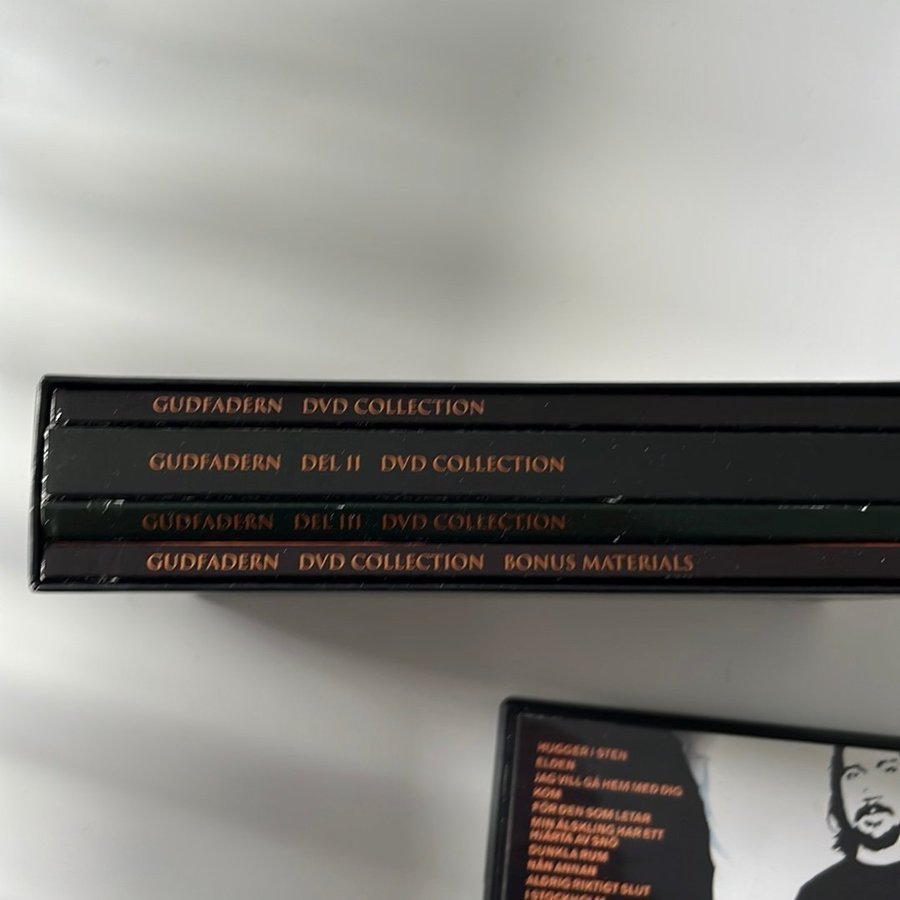 GUDFADERN DVD COLLECTION
GUDFADERN DEL II DVD COLLECTION
GUDFADERN DEL III DVD COLLECTION
GUDFADERN DVD COLLECTION BONUS MATERIALS
HUGGER I STEN
ELDEN
JAG VILL GÅ HEM MED DIG
KOM
FÖR DEN SOM LETAR
MIN ÄLSKLING HAR ETT
HJÄRTA AV SNÖ
DUNKLA RUM
NÅN ANNAN
ALDRIG RIKTIGT SLUT
I STOCKHOLM